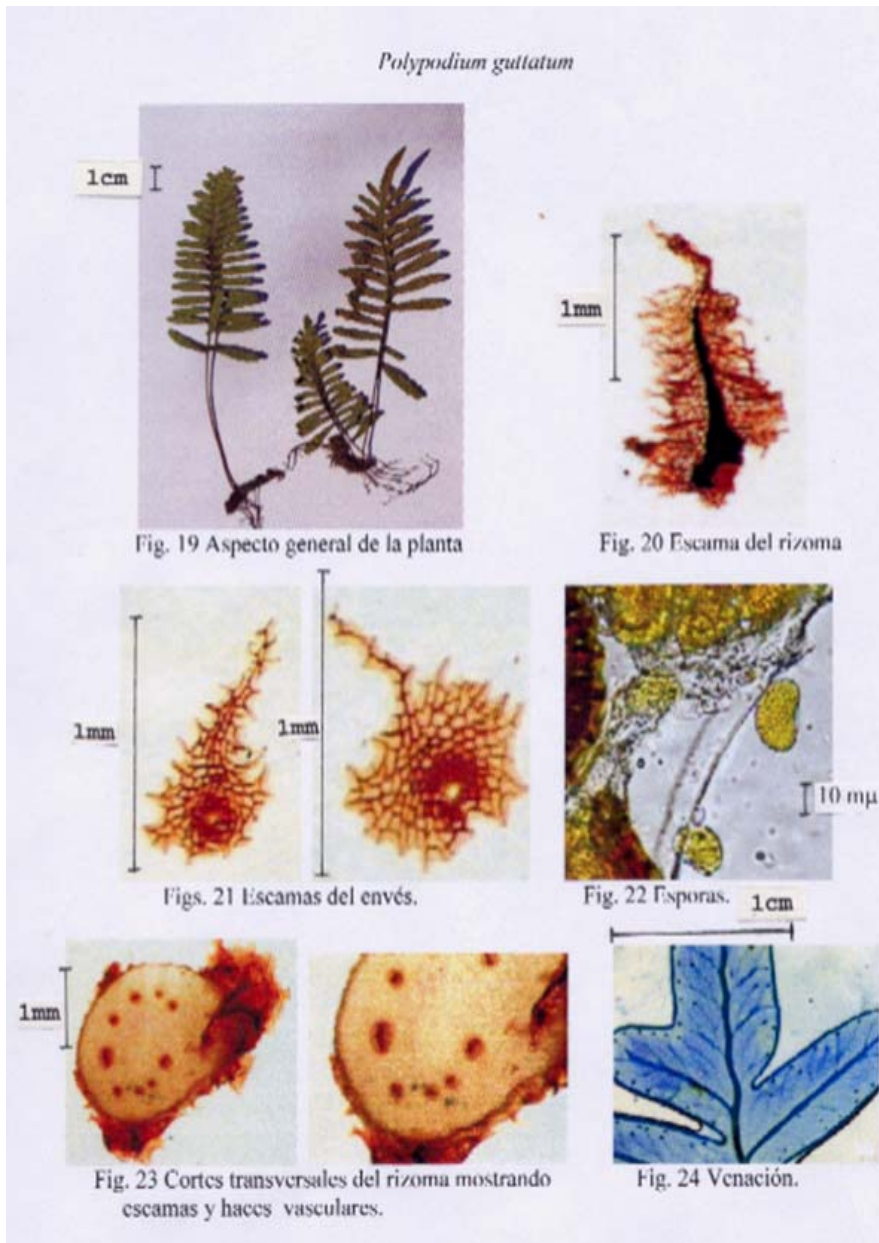 Polypodium guttatum
1cm
Fig. 19 Aspecto general de la planta
1mm
Fig. 20 Escama del rizoma
1mm
1mm
Figs. 21 Escamas del envés.
10 mµ
Fig. 22 Esporas.
1cm
1mm
Fig. 23 Cortes transversales del rizoma mostrando
escamas y haces vasculares.
Fig. 24 Venación.